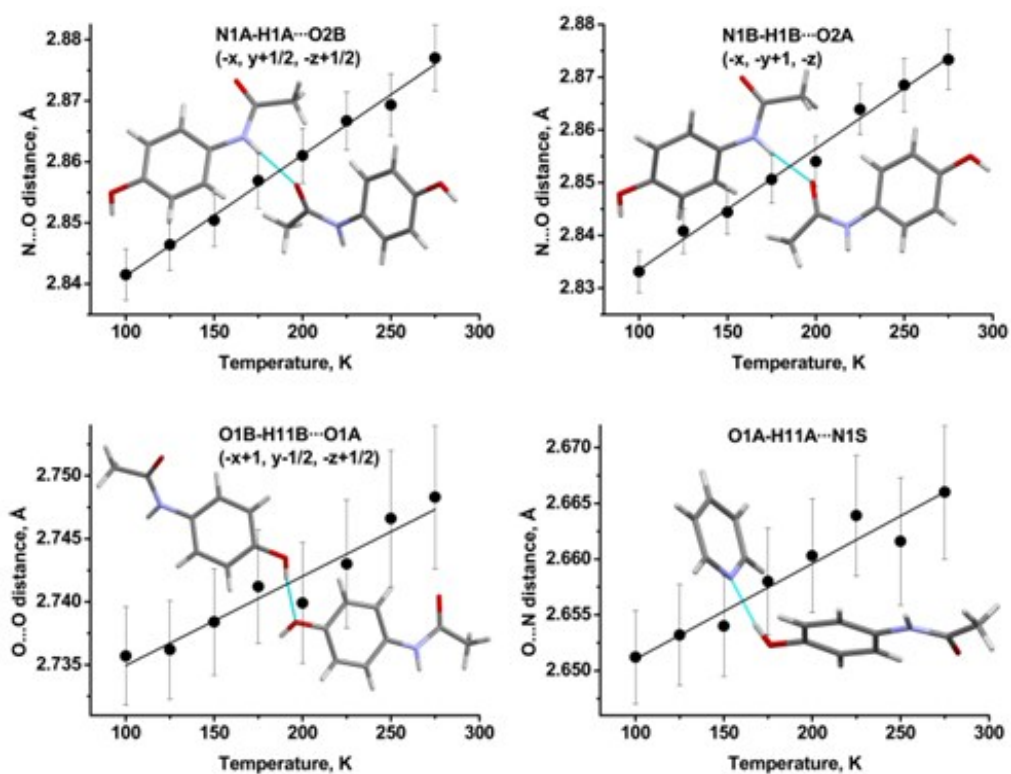 N1A-H1A···O2B
(-x, y+1/2, -z+1/2)
N...O distance, Å
2.88
2.87
2.86
2.85
2.84
100 150 200 250 300
Temperature, K
N1B-H1B···O2A
(-x, -y+1, -z)
N...O distance, Å
2.88
2.87
2.86
2.85
2.84
2.83
100 150 200 250 300
Temperature, K
O1B-H11B···O1A
(-x+1, y-1/2, -z+1/2)
O...O distance, Å
2.750
2.745
2.740
2.735
100 150 200 250 300
Temperature, K
O1A-H11A···N1S
O...N distance, Å
2.670
2.665
2.660
2.655
2.650
100 150 200 250 300
Temperature, K